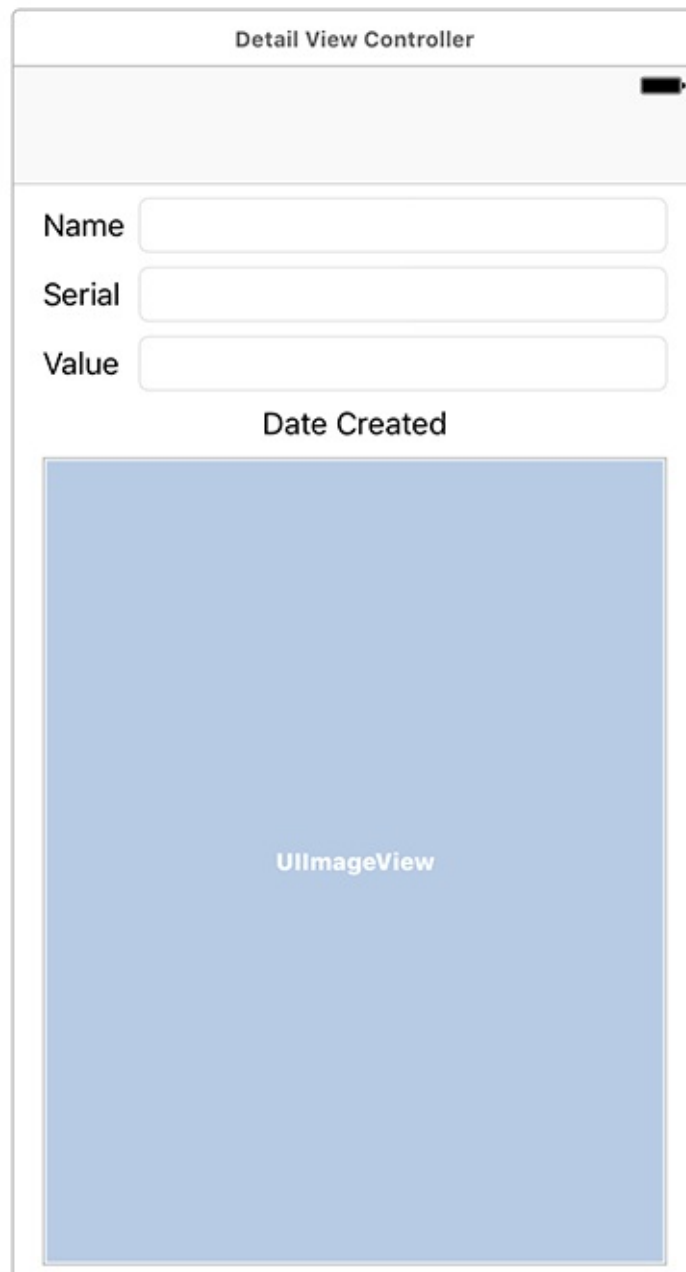 Detail View Controller
Name
Serial
Value
Date Created
UIImageView